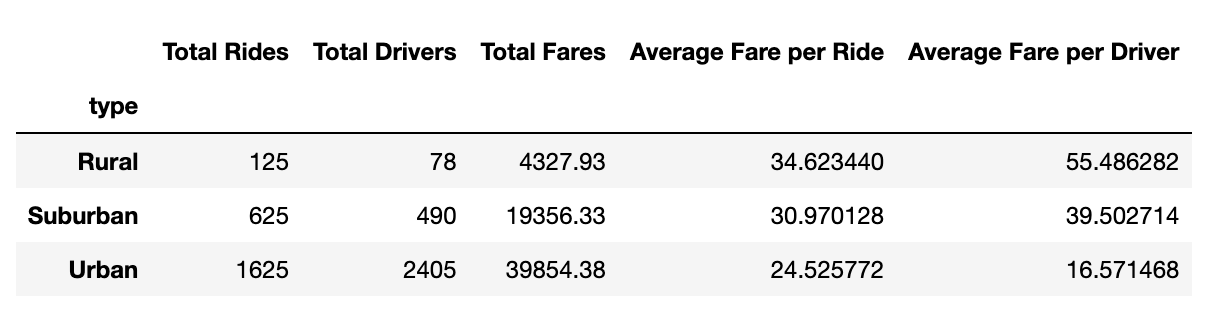 Total Rides Total Drivers Total Fares Average Fare per Ride Average Fare per Driver
type
Rural 125 78 4327.93 34.623440 55.486282
Suburban 625 490 19356.33 30.970128 39.502714
Urban 1625 2405 39854.38 24.525772 16.571468